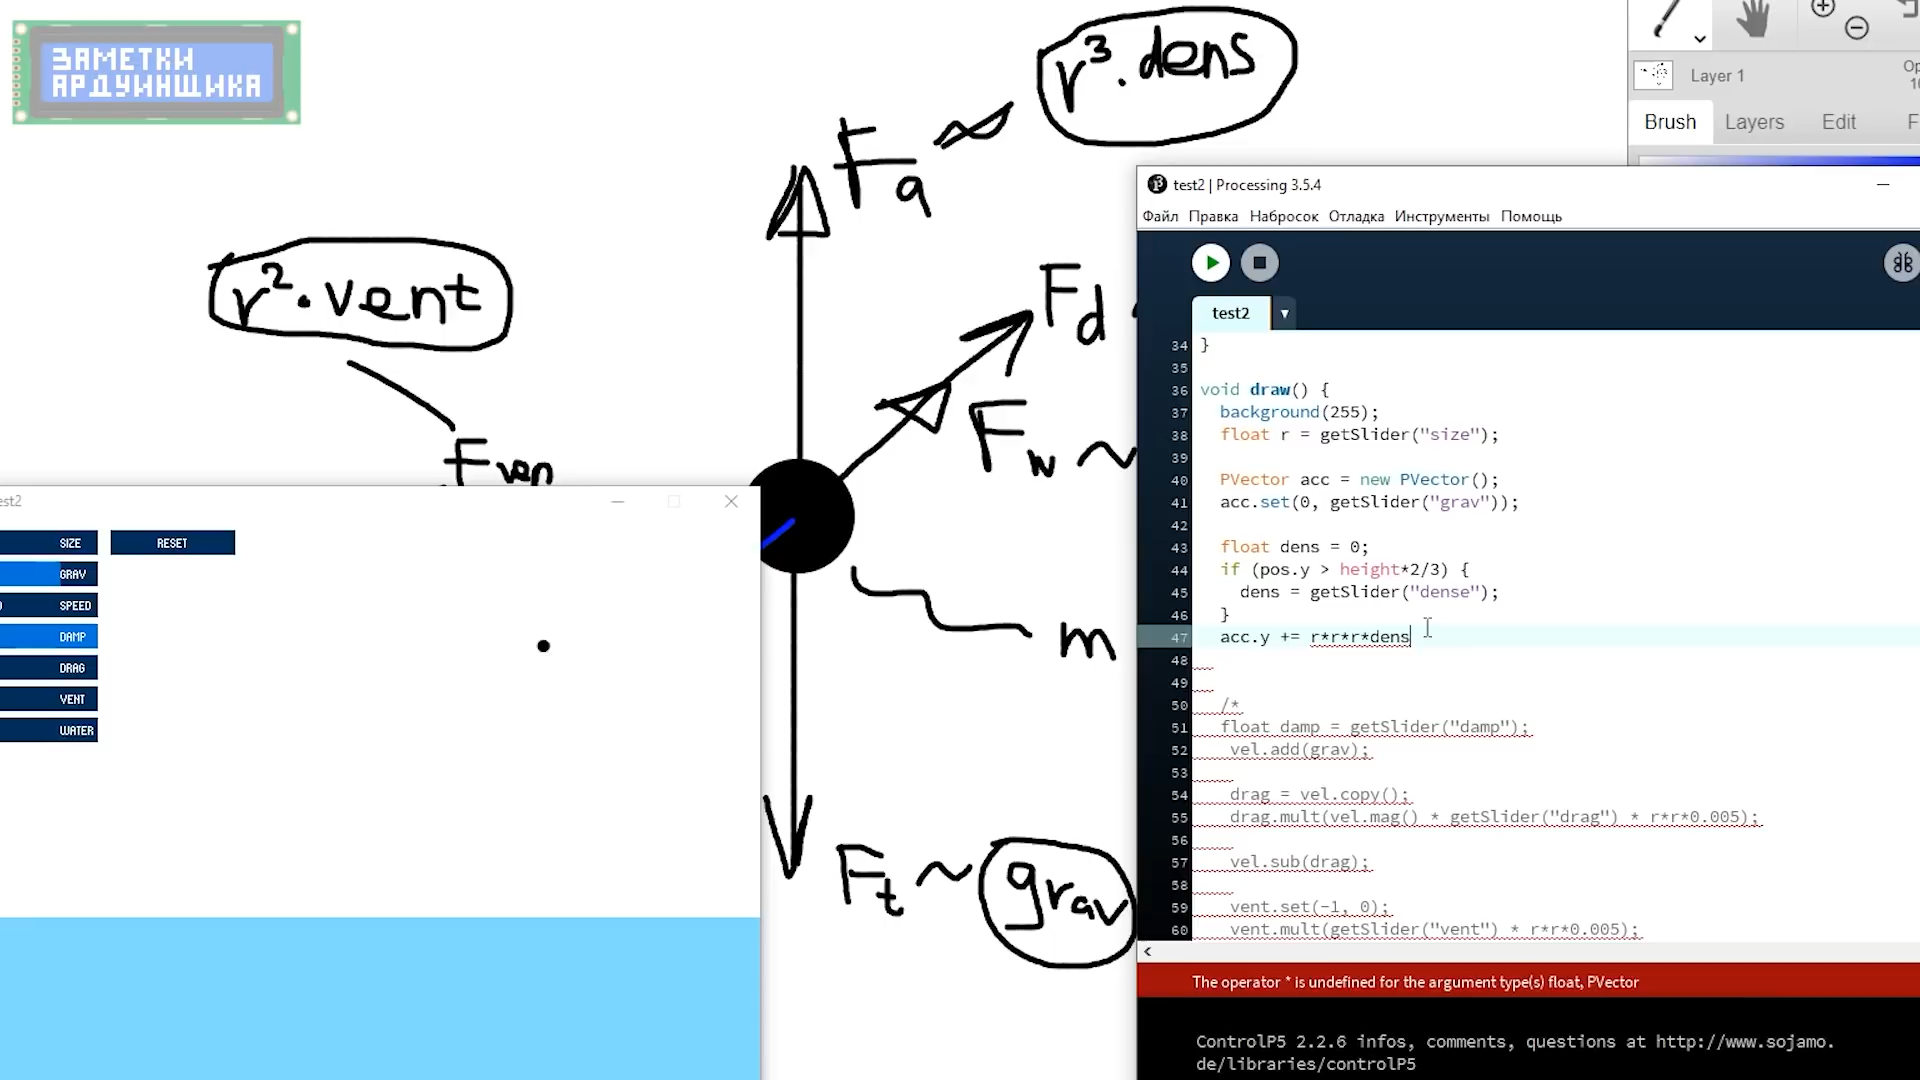 ЗАМЕТКИ
АРДУИНЩИКА
r³.dens
Fa
r².vent
Fd
Fw ~
Fven
m
Ft ~ grav
Layer 1
Brush Layers Edit
test2 | Processing 3.5.4
Файл Правка Набросок Отладка Инструменты Помощь
test2
34 }
35
36 void draw() {
37 background(255);
38 float r = getSlider("size");
39
40 PVector acc = new PVector();
41 acc.set(0, getSlider("grav"));
42
43 float dens = 0;
44 if (pos.y > height*2/3) {
45 dens = getSlider("dense");
46 }
47 acc.y += r*r*r*dens
48
49
50 /*
51 float damp = getSlider("damp");
52 vel.add(grav);
53
54 drag = vel.copy();
55 drag.mult(vel.mag() * getSlider("drag") * r*r*0.005);
56
57 vel.sub(drag);
58
59 vent.set(-1, 0);
60 vent.mult(getSlider("vent") * r*r*0.005);
The operator * is undefined for the argument type(s) float, PVector
ControlP5 2.2.6 infos, comments, questions at http://www.sojamo.
de/libraries/controlP5
SIZE RESET
GRAV
SPEED
DAMP
DRAG
VENT
WATER